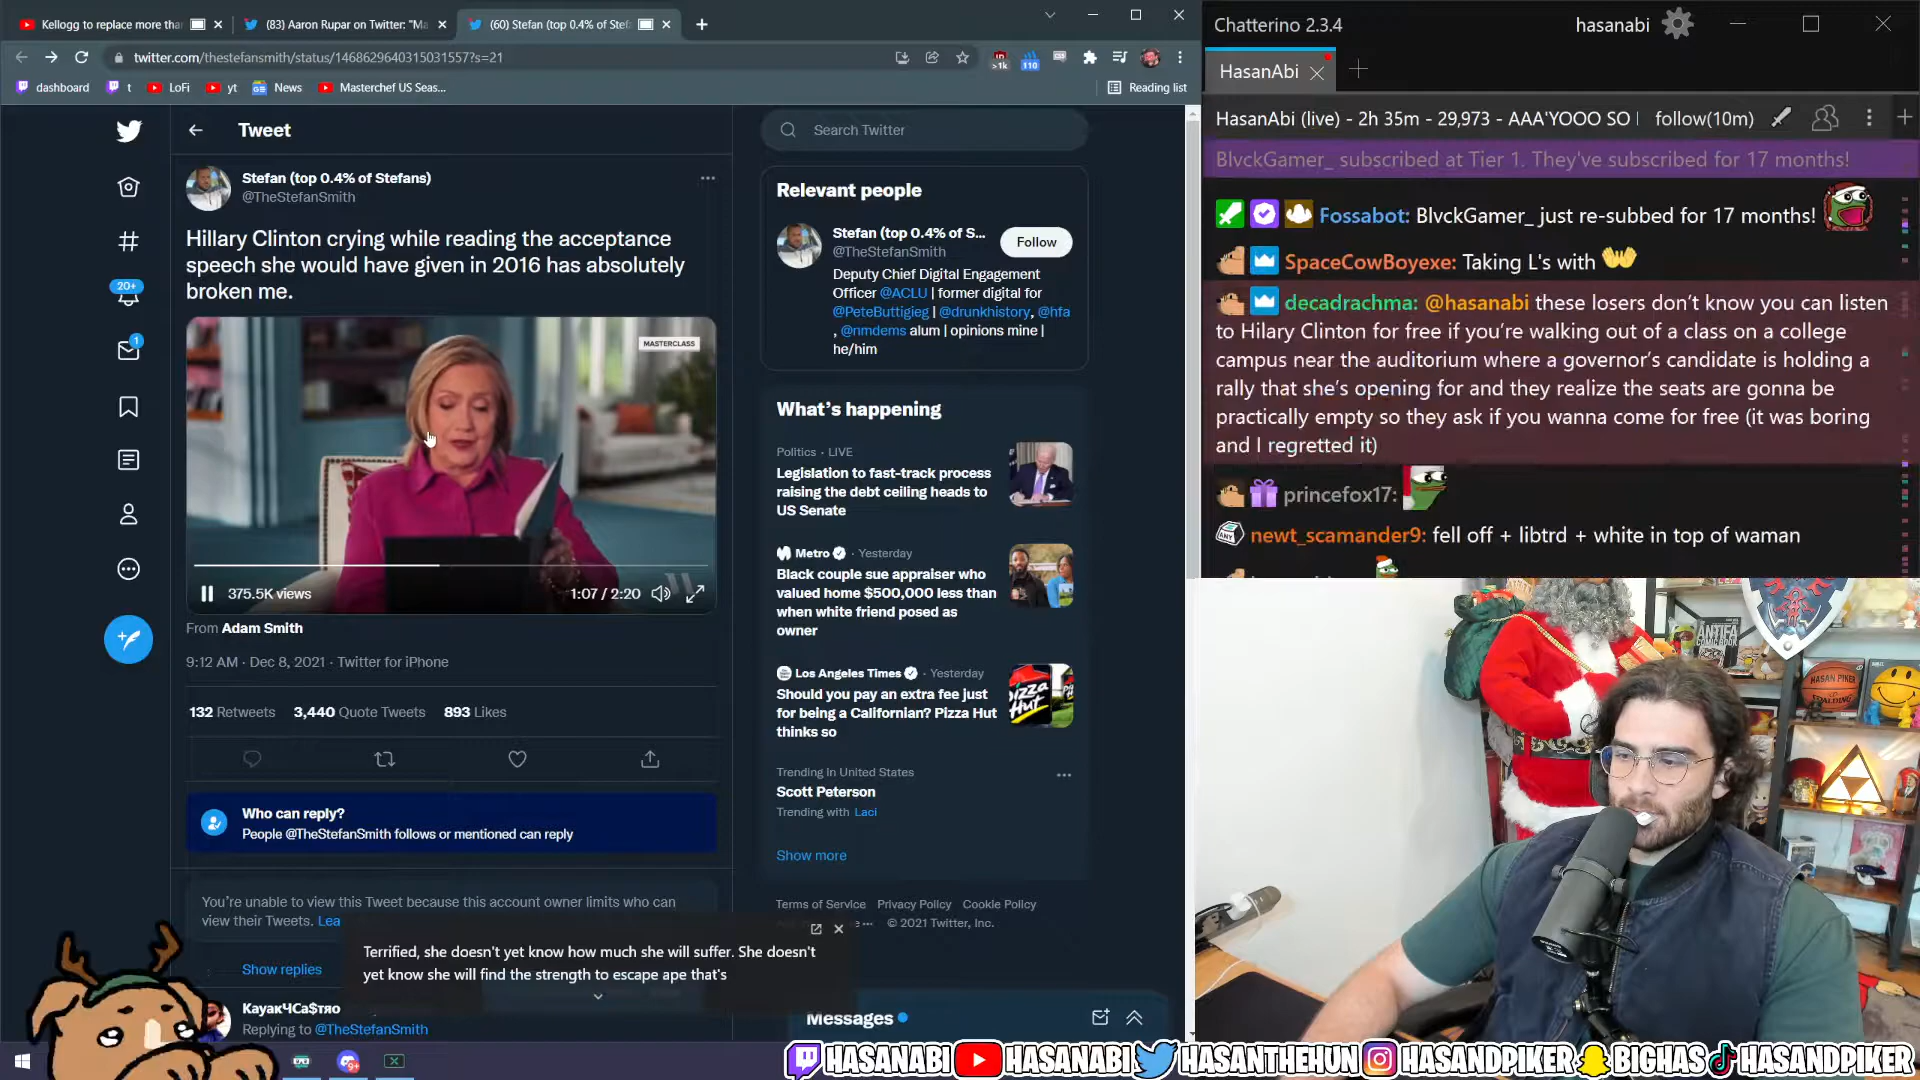 Kellogg to replace more than
(83) Aaron Rupar on Twitter: "Ma
(60) Stefan (top 0.4% of Stef
twitter.com/thestefansmith/status/1468629640315031557?s=21
>1k
110
dashboard
t
LoFi
yt
News
Masterchef US Seas...
Reading list
Tweet
Search Twitter
Stefan (top 0.4% of Stefans)
@TheStefanSmith
Hillary Clinton crying while reading the acceptance
speech she would have given in 2016 has absolutely
broken me.
MASTERCLASS
375.5K views
1:07 / 2:20
From Adam Smith
9:12 AM · Dec 8, 2021 · Twitter for iPhone
132 Retweets 3,440 Quote Tweets 893 Likes
Who can reply?
People @TheStefanSmith follows or mentioned can reply
You're unable to view this Tweet because this account owner limits who can
view their Tweets. Lea
Show replies
КауакЧСа$тяо
Replying to @TheStefanSmith
20+
1
Terrified, she doesn't yet know how much she will suffer. She doesn't
yet know she will find the strength to escape ape that's
Relevant people
Stefan (top 0.4% of S...
@TheStefanSmith
Follow
Deputy Chief Digital Engagement
Officer @ACLU | former digital for
@PeteButtigieg | @drunkhistory, @hfa
, @nmdems alum | opinions mine |
he/him
What's happening
Politics · LIVE
Legislation to fast-track process
raising the debt ceiling heads to
US Senate
Metro · Yesterday
Black couple sue appraiser who
valued home $500,000 less than
when white friend posed as
owner
Los Angeles Times · Yesterday
Should you pay an extra fee just
for being a Californian? Pizza Hut
thinks so
Pizza
Hut
Trending in United States
Scott Peterson
Trending with Laci
Show more
Terms of Service Privacy Policy Cookie Policy
© 2021 Twitter, Inc.
Messages
Chatterino 2.3.4
hasanabi
HasanAbi
HasanAbi (live) - 2h 35m - 29,973 - AAA'YOOO SO
follow(10m)
BlvckGamer_ subscribed at Tier 1. They've subscribed for 17 months!
Fossabot: BlvckGamer_ just re-subbed for 17 months!
SpaceCowBoyexe: Taking L's with
decadrachma: @hasanabi these losers don't know you can listen
to Hilary Clinton for free if you're walking out of a class on a college
campus near the auditorium where a governor's candidate is holding a
rally that she's opening for and they realize the seats are gonna be
practically empty so they ask if you wanna come for free (it was boring
and I regretted it)
princefox17:
ANY
newt_scamander9: fell off + libtrd + white in top of waman
ANTIFA
COMIC BOOK
HASAN PIKER
SPALDING
9+
HASANABI
HASANABI
HASANTHEHUN
HASANDPIKER
BIGHAS
HASANDPIKER